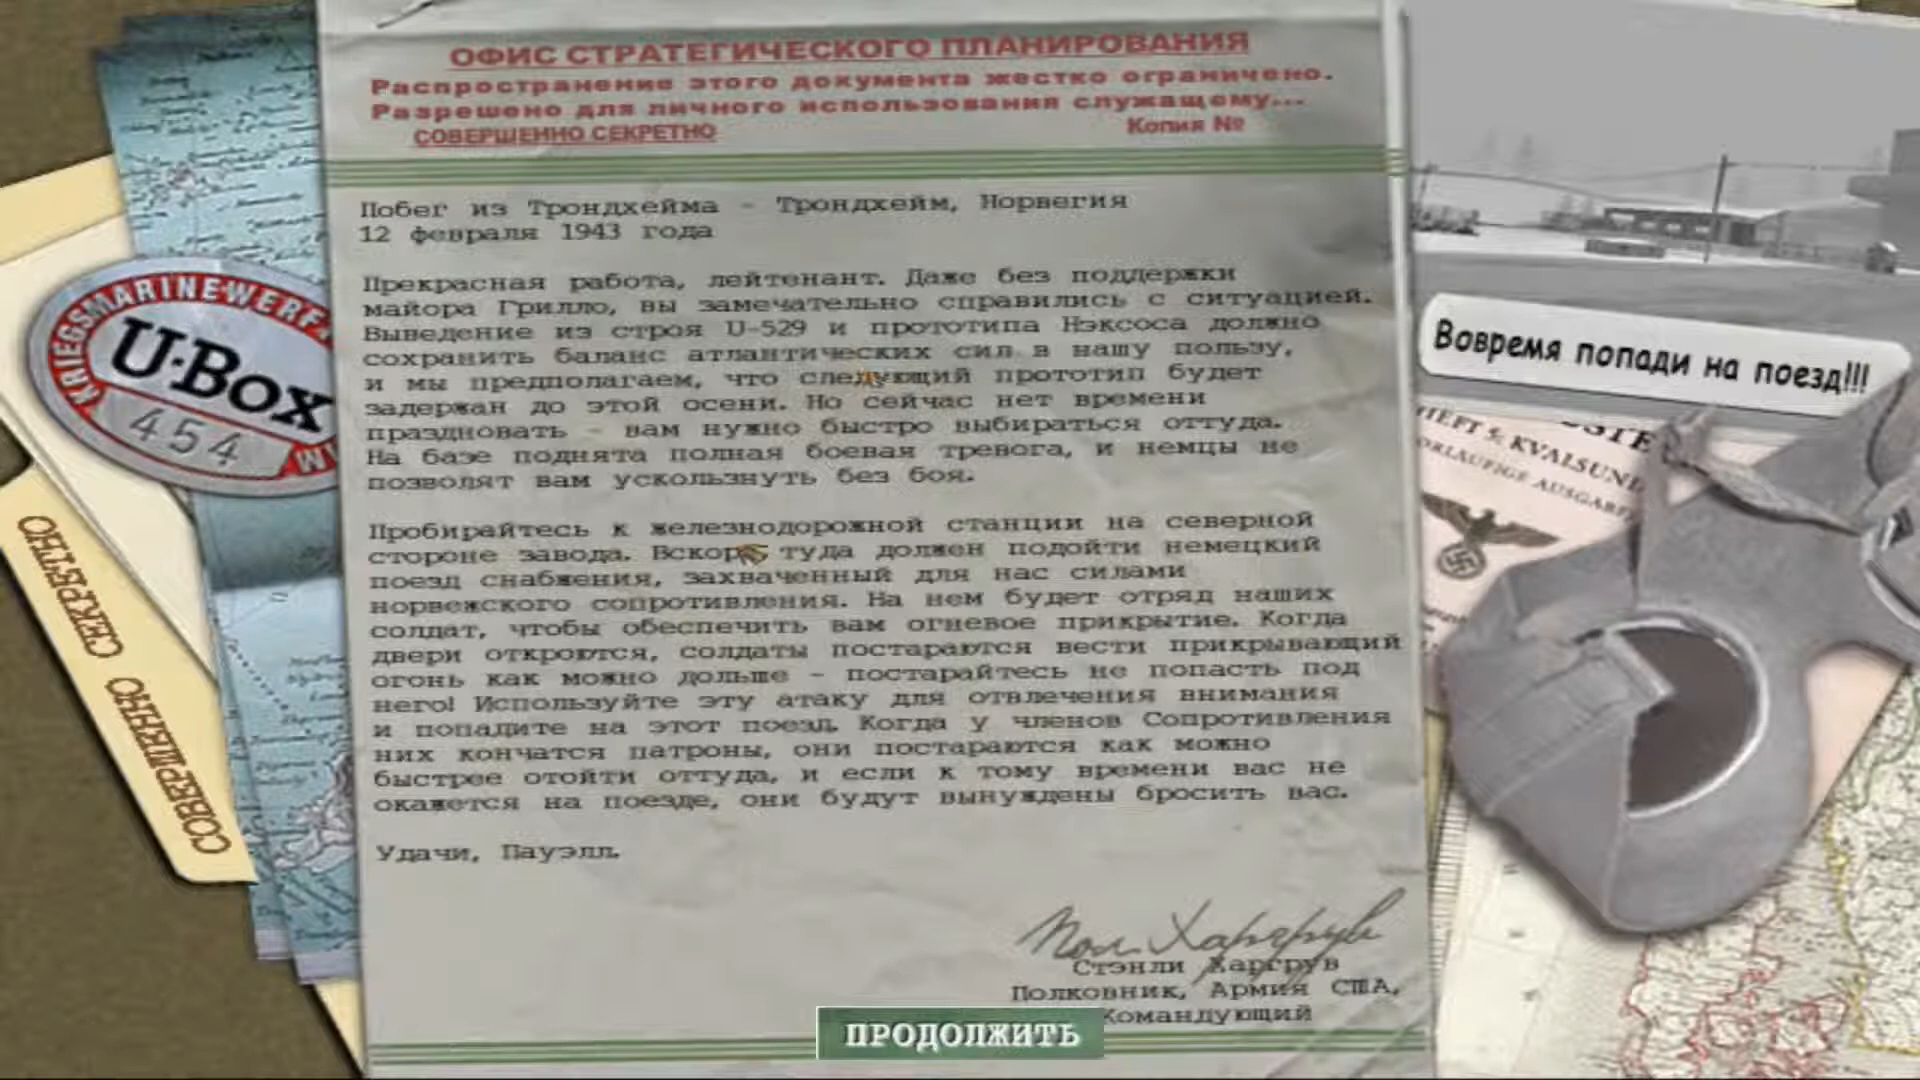 ОФИС СТРАТЕГИЧЕСКОГО ПЛАНИРОВАНИЯ
Распространение этого документа жестко ограничено.
Разрешено для личного использования служащему...
СОВЕРШЕННО СЕКРЕТНО
Копия №
Побег из Трондхейма - Трондхейм, Норвегия
12 февраля 1943 года
Прекрасная работа, лейтенант. Даже без поддержки
майора Грилло, вы замечательно справились с ситуацией.
Выведение из строя U-529 и прототипа Нэксоса должно
сохранить баланс атлантических сил в нашу пользу,
и мы предполагаем, что следующий прототип будет
задержан до этой осени. Но сейчас нет времени
праздновать - вам нужно быстро выбираться оттуда.
На базе поднята полная боевая тревога, и немцы не
позволят вам ускользнуть без боя.
Пробирайтесь к железнодорожной станции на северной
стороне завода. Вскоре туда должен подойти немецкий
поезд снабжения, захваченный для нас силами
норвежского сопротивления. На нем будет отряд наших
солдат, чтобы обеспечить вам огневое прикрытие. Когда
двери откроются, солдаты постараются вести прикрывающий
огонь как можно дольше - постарайтесь не попасть под
него! Используйте эту атаку для отвлечения внимания
и попадите на этот поезд. Когда у членов Сопротивления
них кончатся патроны, они постараются как можно
быстрее отойти оттуда, и если к тому времени вас не
окажется на поезде, они будут вынуждены бросить вас.
Удачи, Пауэлл.
Пол Харгрув
Стэнли Харгрув
Полковник, Армия США,
Командующий
ПРОДОЛЖИТЬ
KRIEGSMARINEWERFT
U-Box
454
СОВЕРШЕННО СЕКРЕТНО
Вовремя попади на поезд!!!
HEFT 5: KVALSUND
VORLÄUFIGE AUSGABE